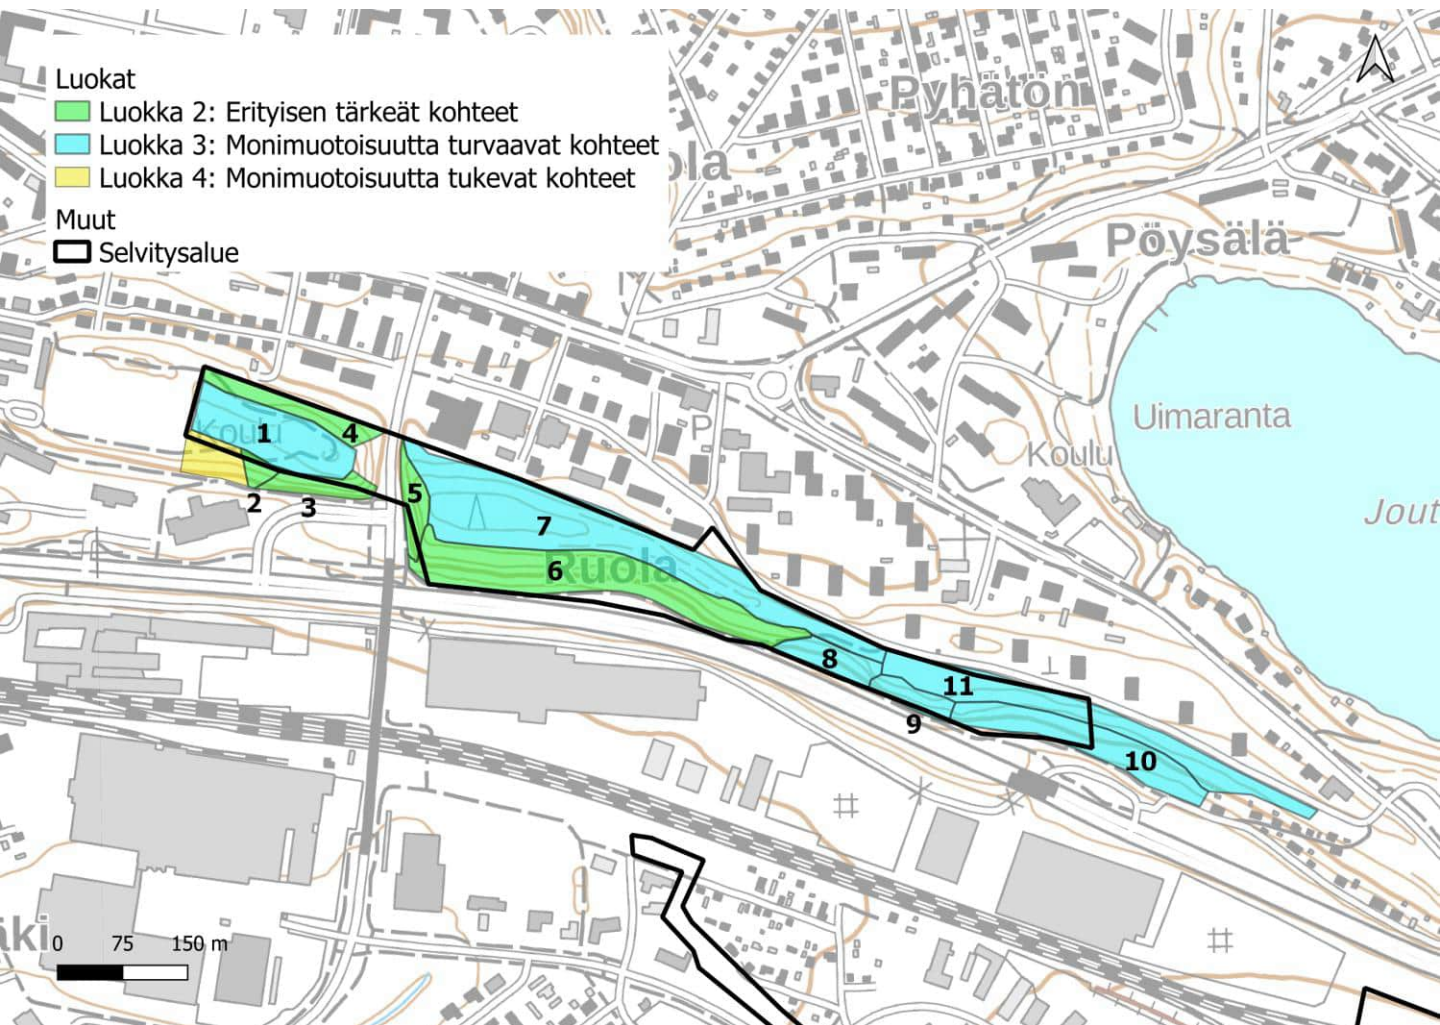 Luokat
Luokka 2: Erityisen tärkeät kohteet
Luokka 3: Monimuotoisuutta turvaavat kohteet
Luokka 4: Monimuotoisuutta tukevat kohteet
Muut
Selvitysalue
Pyhätön
ola
Pöysälä
Uimaranta
P
Koulu
Jout
Koulu
1
4
2
3
5
7
6
Ruola
8
11
9
10
äki
0 75 150 m